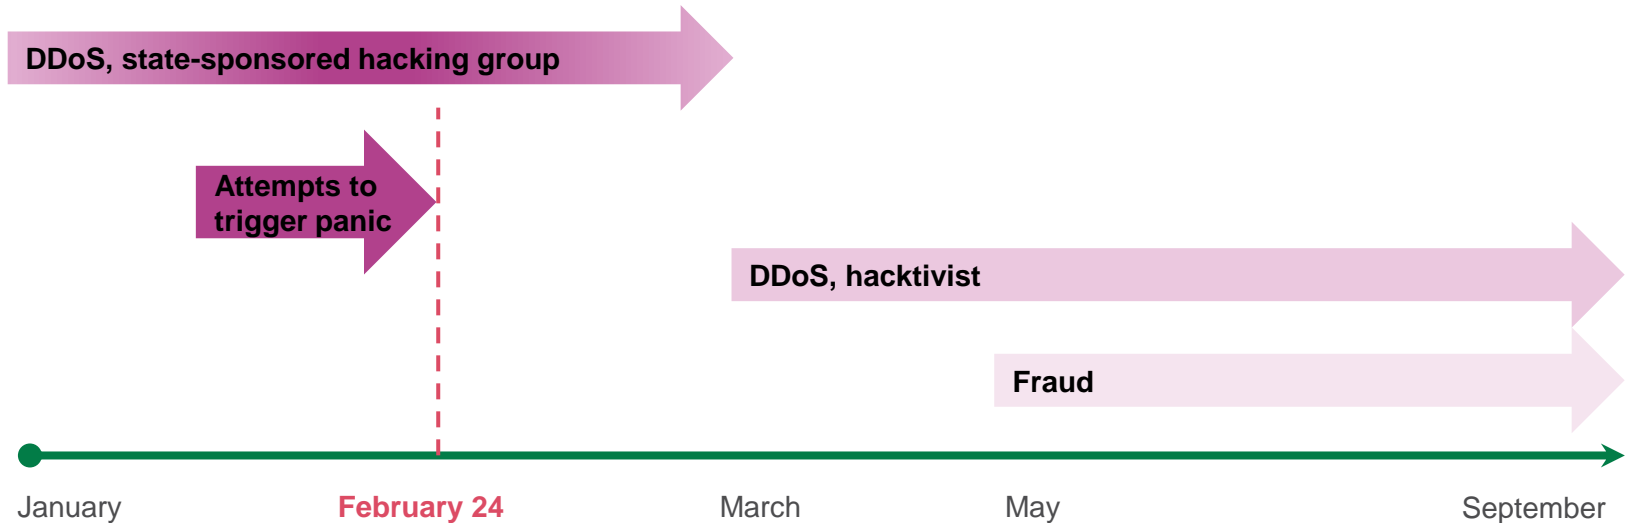 DDoS, state-sponsored hacking group
Attempts to
trigger panic
DDoS, hacktivist
Fraud
January
February 24
March
May
September